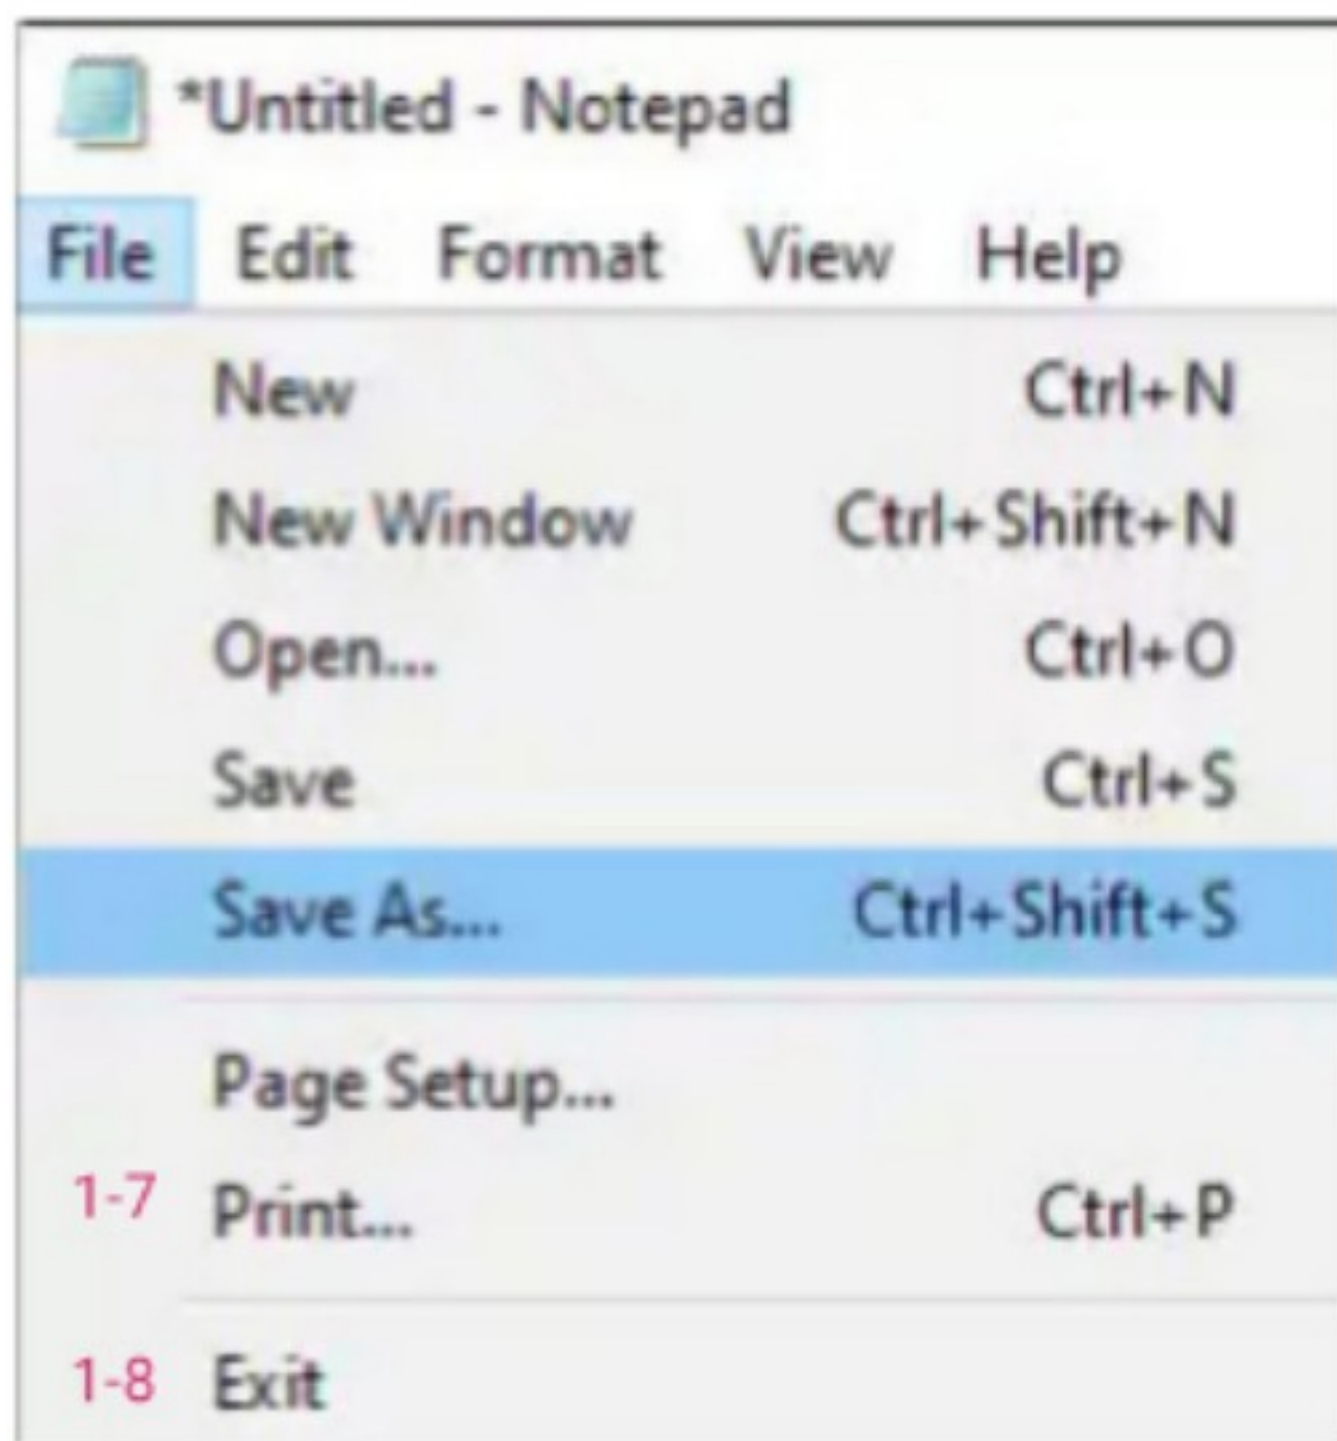 *Untitled - Notepad
File Edit Format View Help
New Ctrl+N
New Window Ctrl+Shift+N
Open... Ctrl+O
Save Ctrl+S
Save As... Ctrl+Shift+S
Page Setup...
1-7 Print... Ctrl+P
1-8 Exit